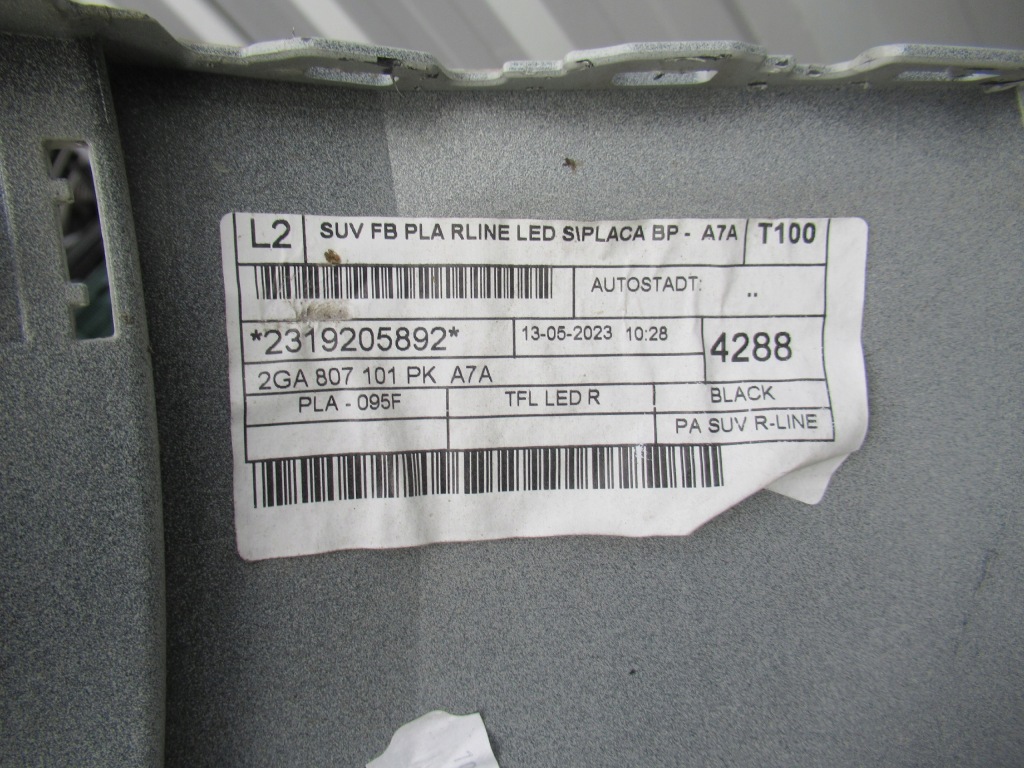 L2 SUV FB PLA RLINE LED S\PLACA BP - A7A T100
AUTOSTADT: ..
*2319205892* 13-05-2023 10:28 4288
2GA 807 101 PK A7A
PLA - 095F TFL LED R BLACK
PA SUV R-LINE